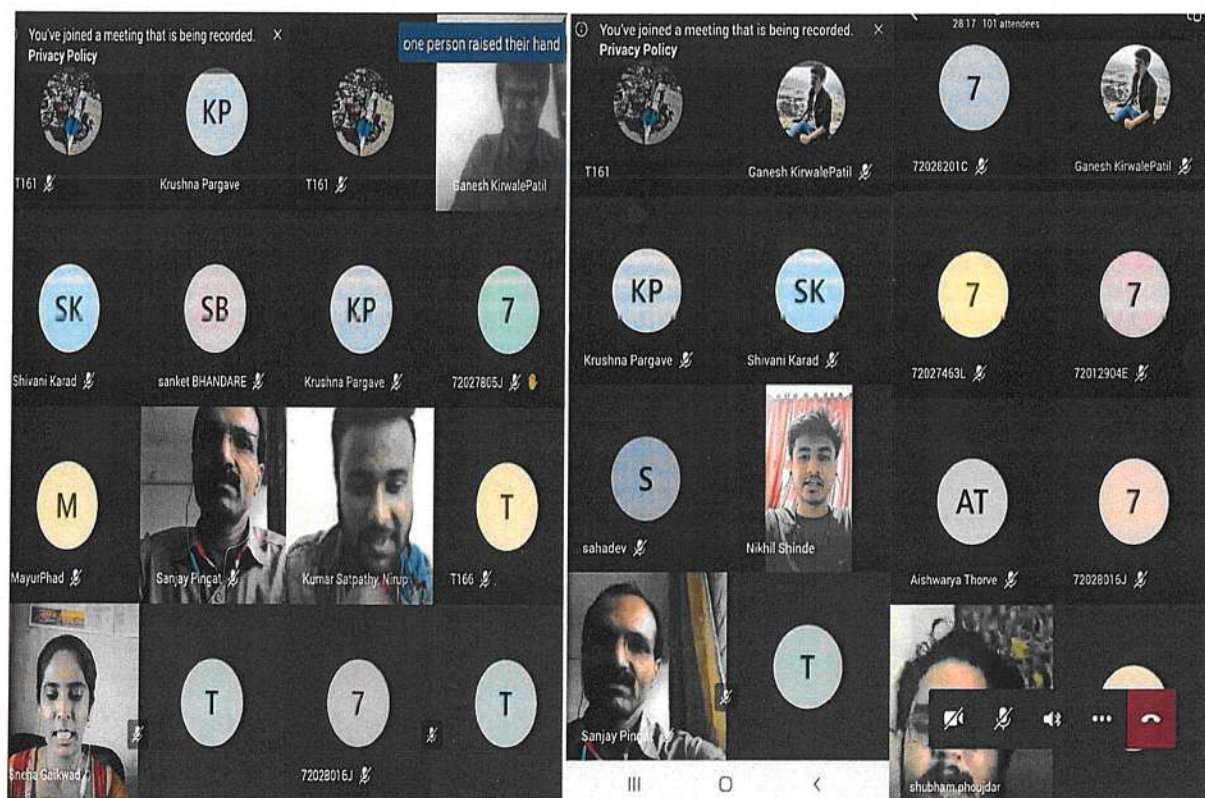 You've joined a meeting that is being recorded. ×
Privacy Policy
one person raised their hand
KP
T161
Krushna Pargave
T161
Ganesh KirwalePatil
SK
SB
KP
7
Shivani Karad
sanket BHANDARE
Krushna Pargave
72027805J
M
T
MayurPhad
Sanjay Pingat
Kumar Satpathy, Nirup
T166
T
7
T
Sneha Gaikwad
72028016J
You've joined a meeting that is being recorded. ×
Privacy Policy
T161
Ganesh KirwalePatil
KP
SK
Krushna Pargave
Shivani Karad
S
sahadev
Nikhil Shinde
T
Sanjay Pingat
28:17 101 attendees
7
72028201C
Ganesh KirwalePatil
7
7
72027463L
72012904E
AT
7
Aishwarya Thorve
72028016J
shubham.phoujdar